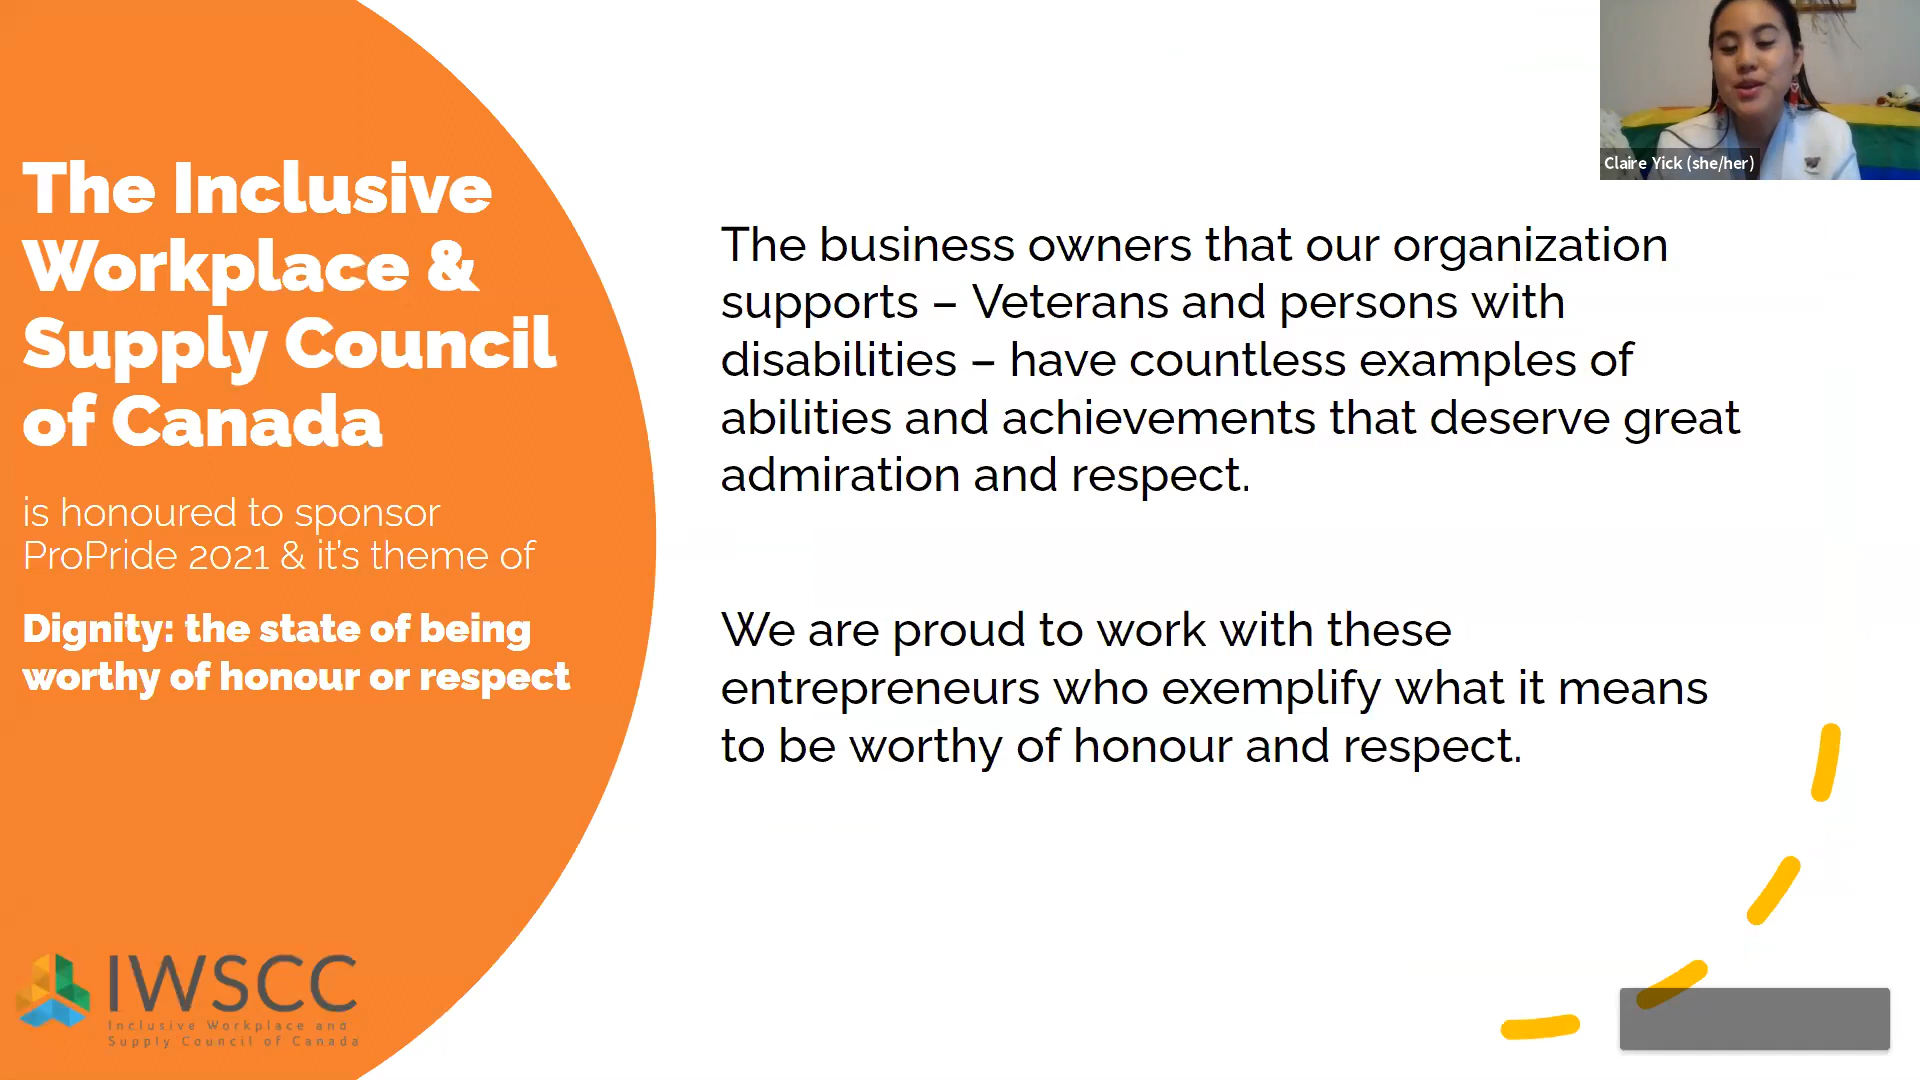 The Inclusive
Workplace &
Supply Council
of Canada
is honoured to sponsor
ProPride 2021 & it's theme of
Dignity: the state of being
worthy of honour or respect
IWSCC
Inclusive Workplace and
Supply Council of Canada
The business owners that our organization
supports – Veterans and persons with
disabilities – have countless examples of
abilities and achievements that deserve great
admiration and respect.
We are proud to work with these
entrepreneurs who exemplify what it means
to be worthy of honour and respect.
Claire Yick (she/her)